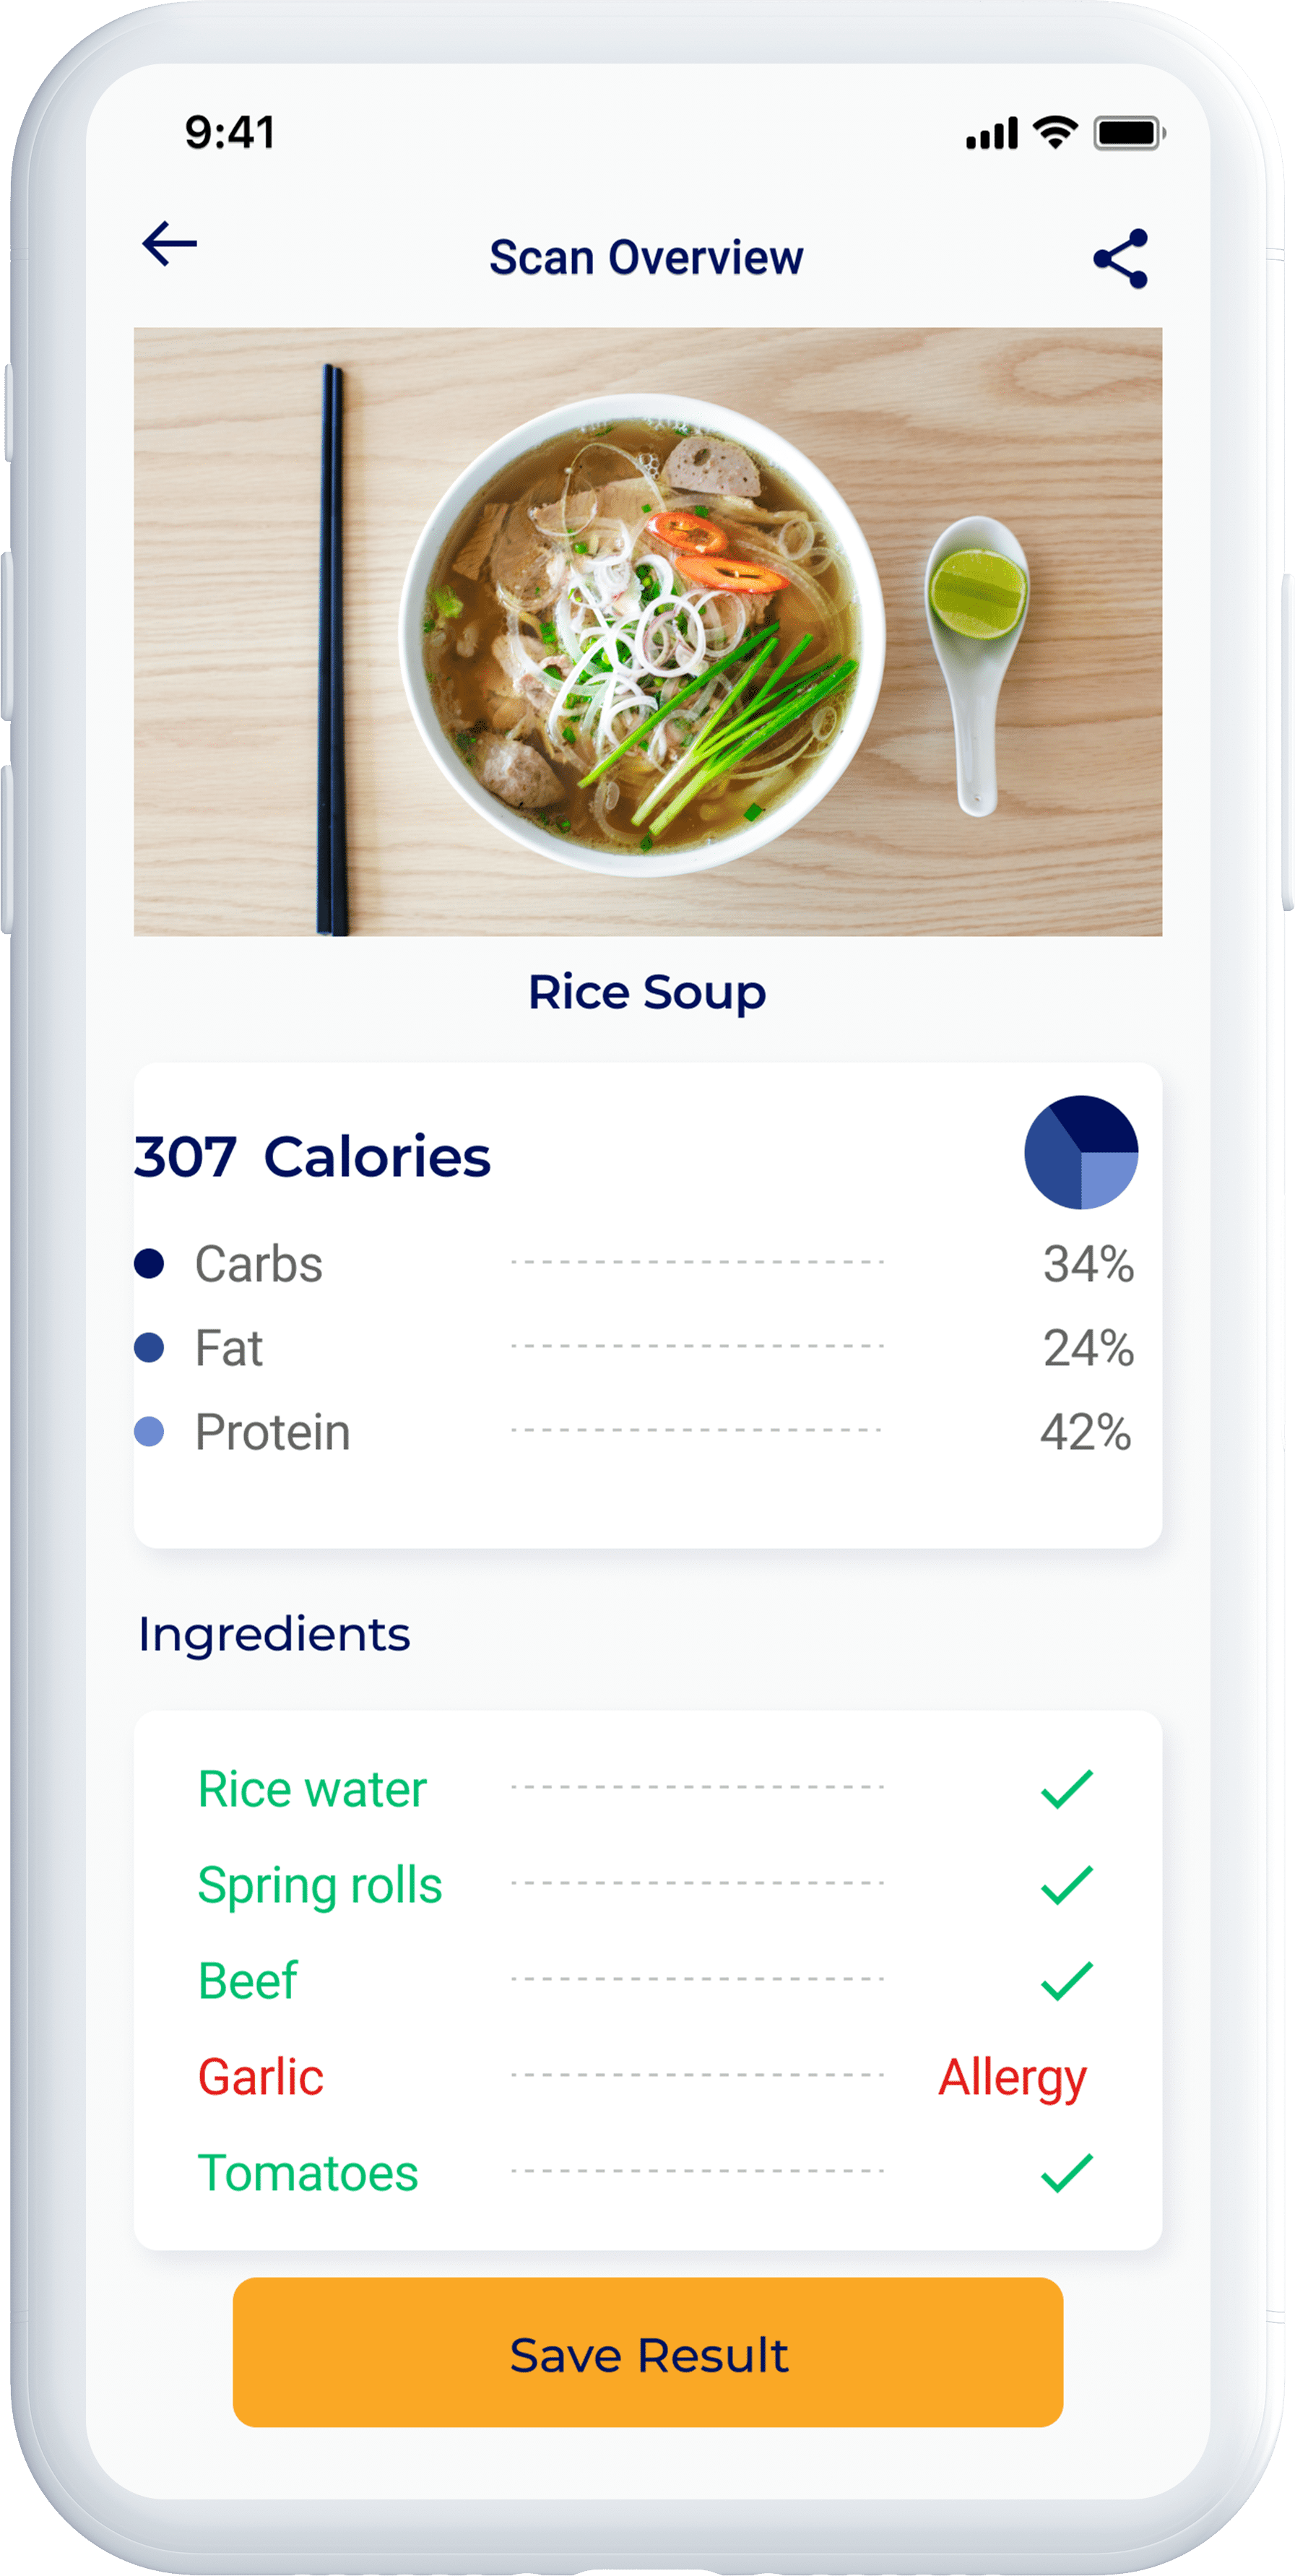 9:41
Scan Overview
Rice Soup
307 Calories
Carbs 34%
Fat 24%
Protein 42%
Ingredients
Rice water
Spring rolls
Beef
Garlic Allergy
Tomatoes
Save Result